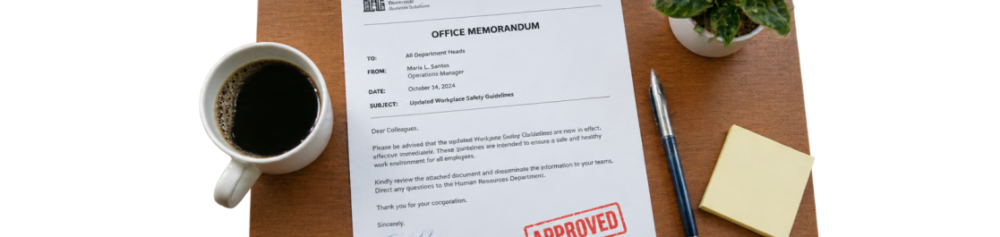 Business Solutions
OFFICE MEMORANDUM
TO: All Department Heads
FROM: Maria L. Santos
Operations Manager
DATE: October 14, 2024
SUBJECT: Updated Workplace Safety Guidelines
Dear Colleagues,
Please be advised that the updated Guidelines are now in effect,
effective immediately. These guidelines are intended to ensure a safe and healthy
work environment for all employees.
Kindly review the attached document and disseminate the information to your teams.
Direct any questions to the Human Resources Department.
Thank you for your cooperation.
Sincerely,
APPROVED